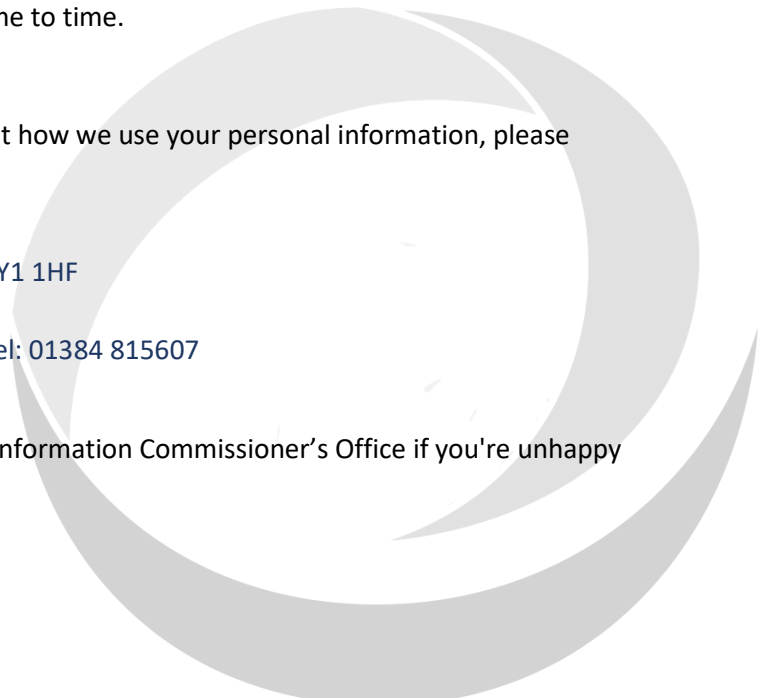 ne to time.
t how we use your personal information, please
Y1 1HF
el: 01384 815607
nformation Commissioner’s Office if you're unhappy